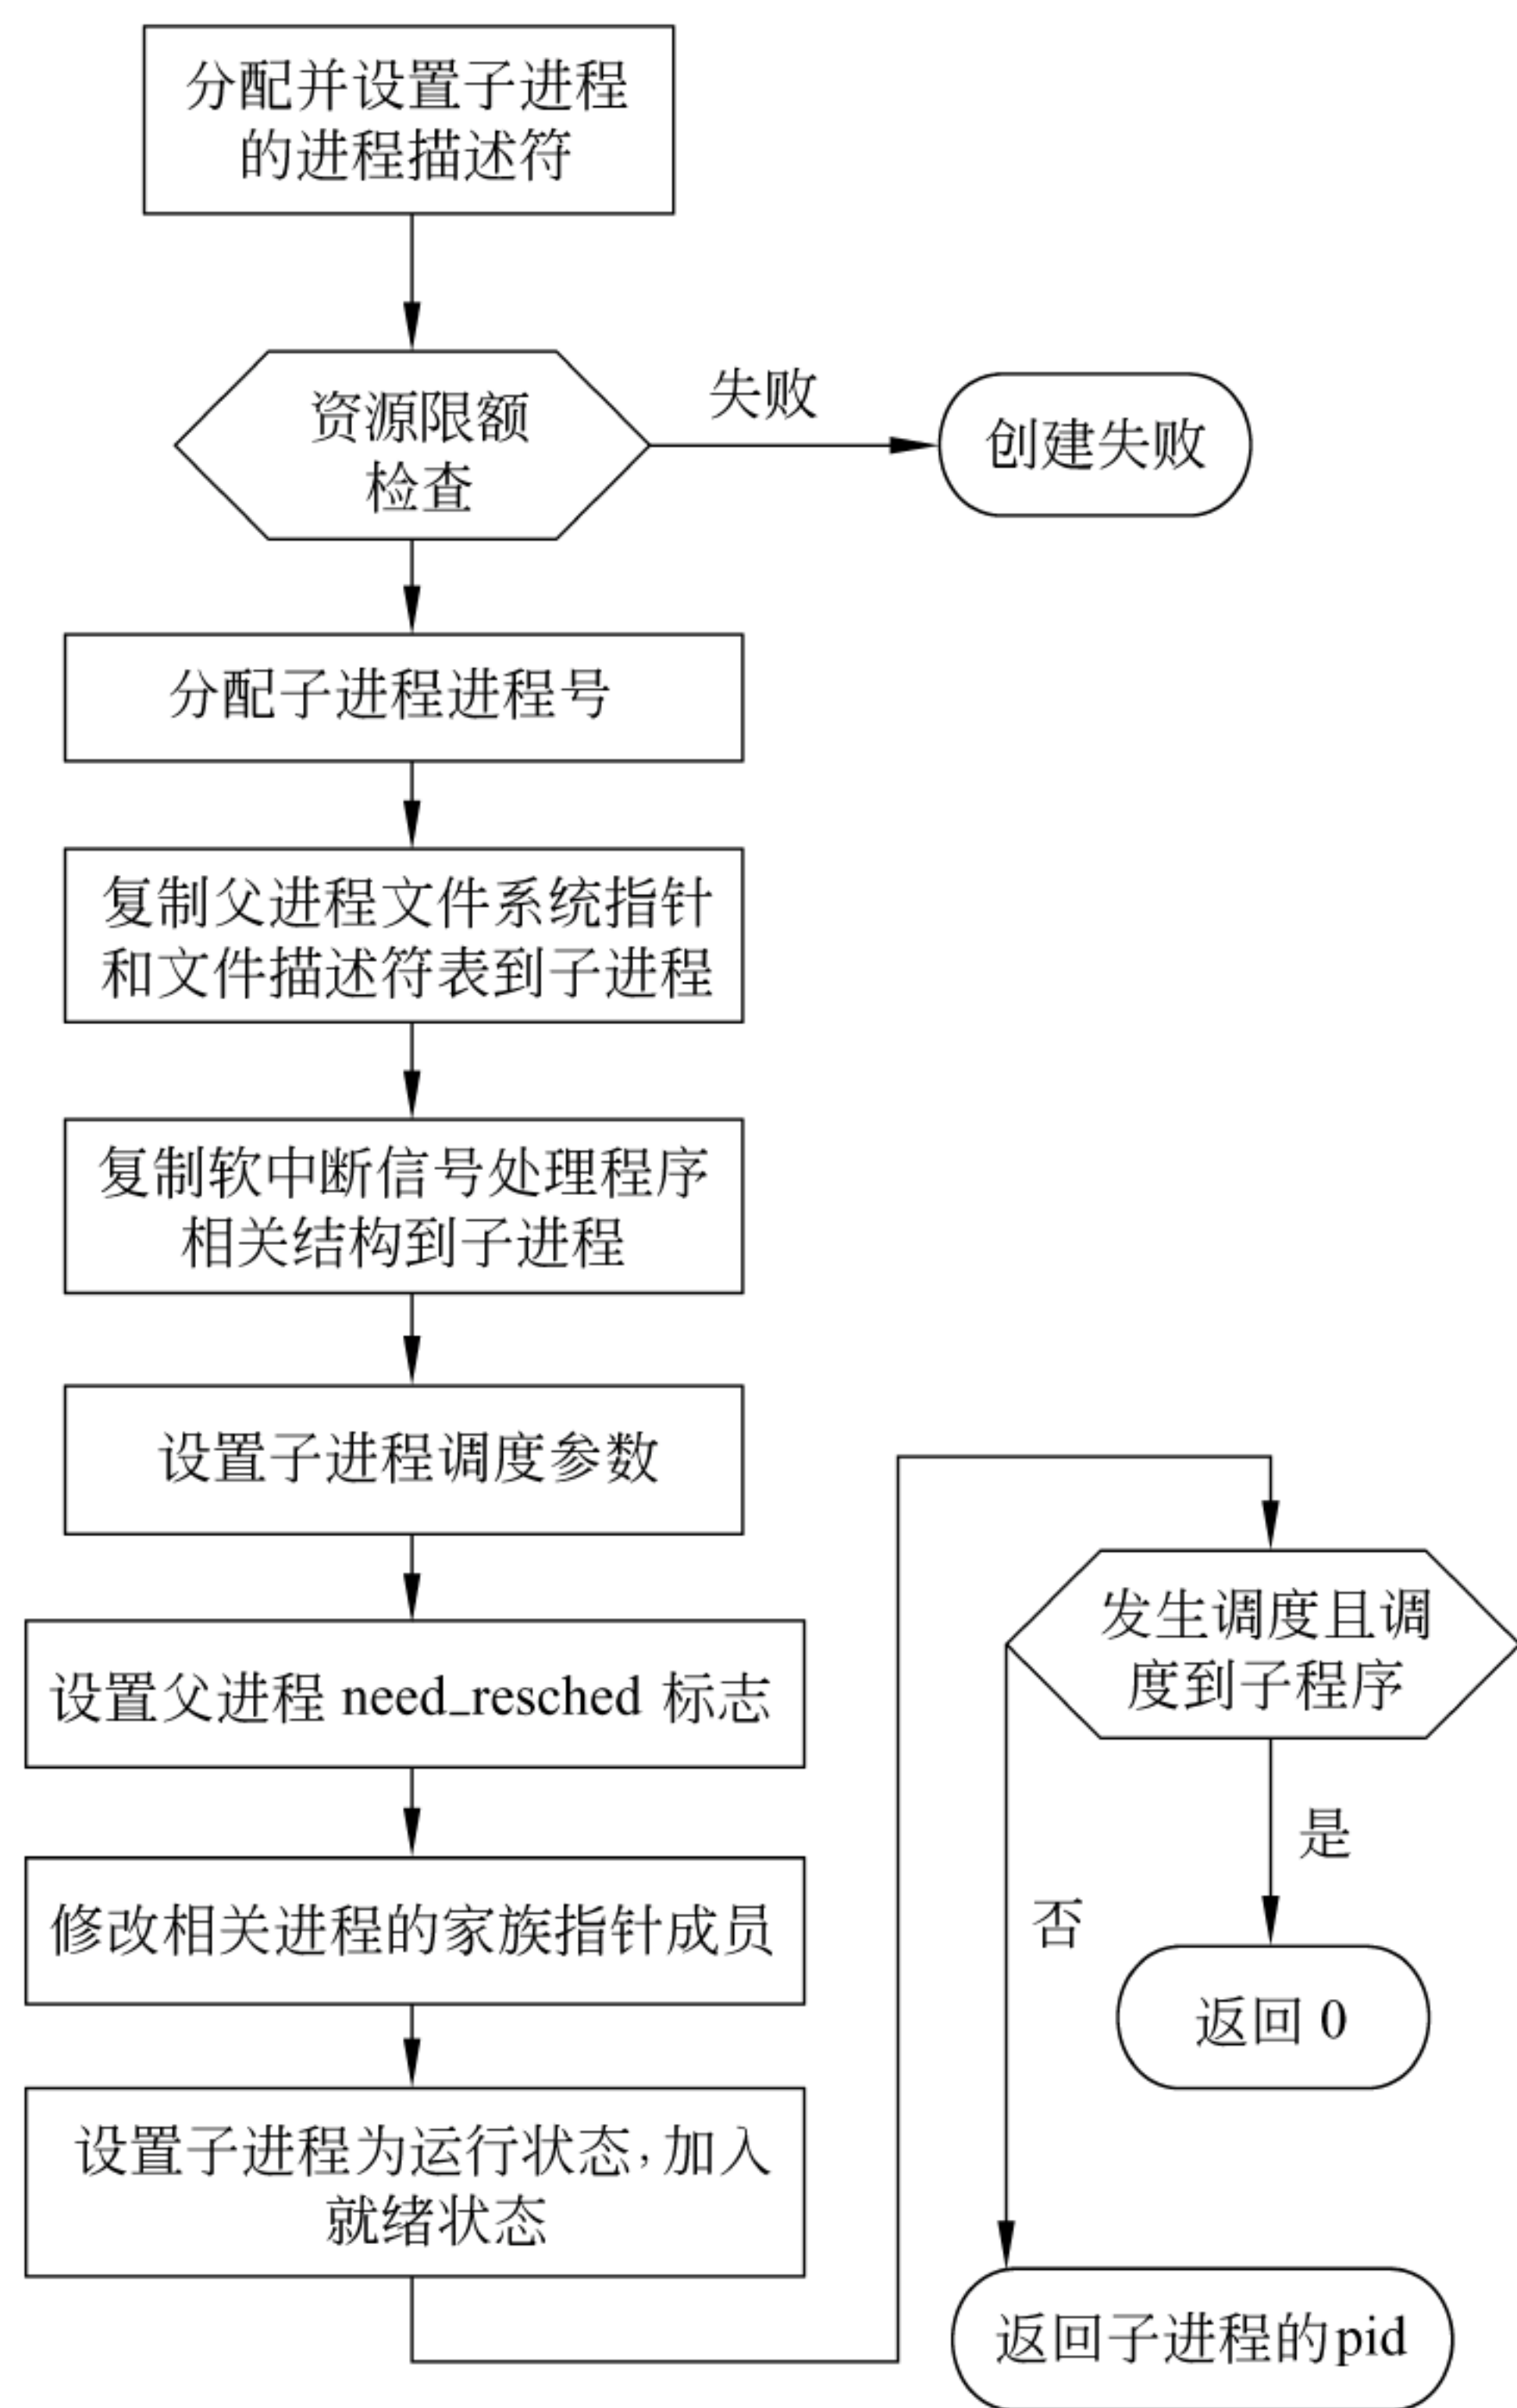 分配并设置子进程
的进程描述符
资源限额
检查
失败
创建失败
分配子进程进程号
复制父进程文件系统指针
和文件描述符表到子进程
复制软中断信号处理程序
相关结构到子进程
设置子进程调度参数
设置父进程 need_resched 标志
修改相关进程的家族指针成员
设置子进程为运行状态,加入
就绪状态
发生调度且调
度到子程序
是
否
返回 0
返回子进程的pid